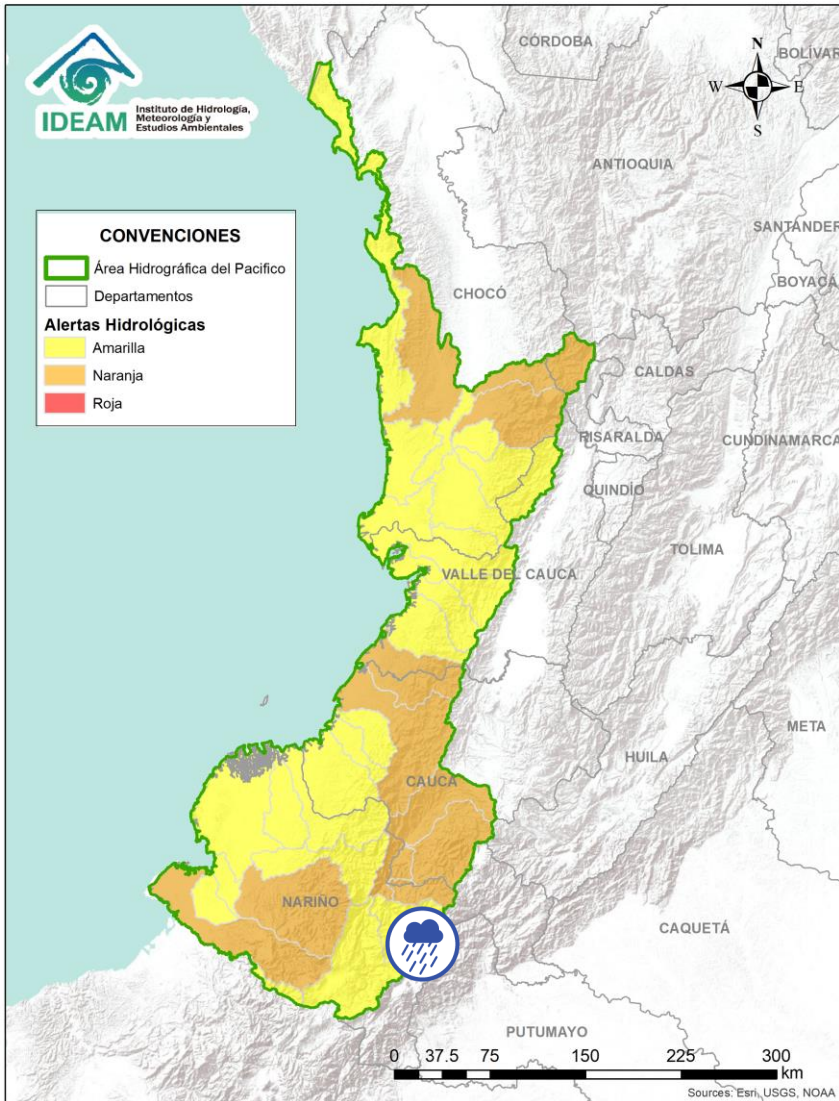 IDEAM
Instituto de Hidrología,
Meteorología y
Estudios Ambientales
CÓRDOBA
BOLÍVAR
N
W
E
S
ANTIOQUIA
SANTANDER
BOYACÁ
CONVENCIONES
Área Hidrográfica del Pacifico
Departamentos
Alertas Hidrológicas
Amarilla
Naranja
Roja
CHOCÓ
CALDAS
RISARALDA
CUNDINAMARCA
QUINDÍO
TOLIMA
VALLE DEL CAUCA
META
HUILA
CAUCA
NARIÑO
CAQUETÁ
PUTUMAYO
0 37.5 75 150 225 300
km
Sources: Esri, USGS, NOAA